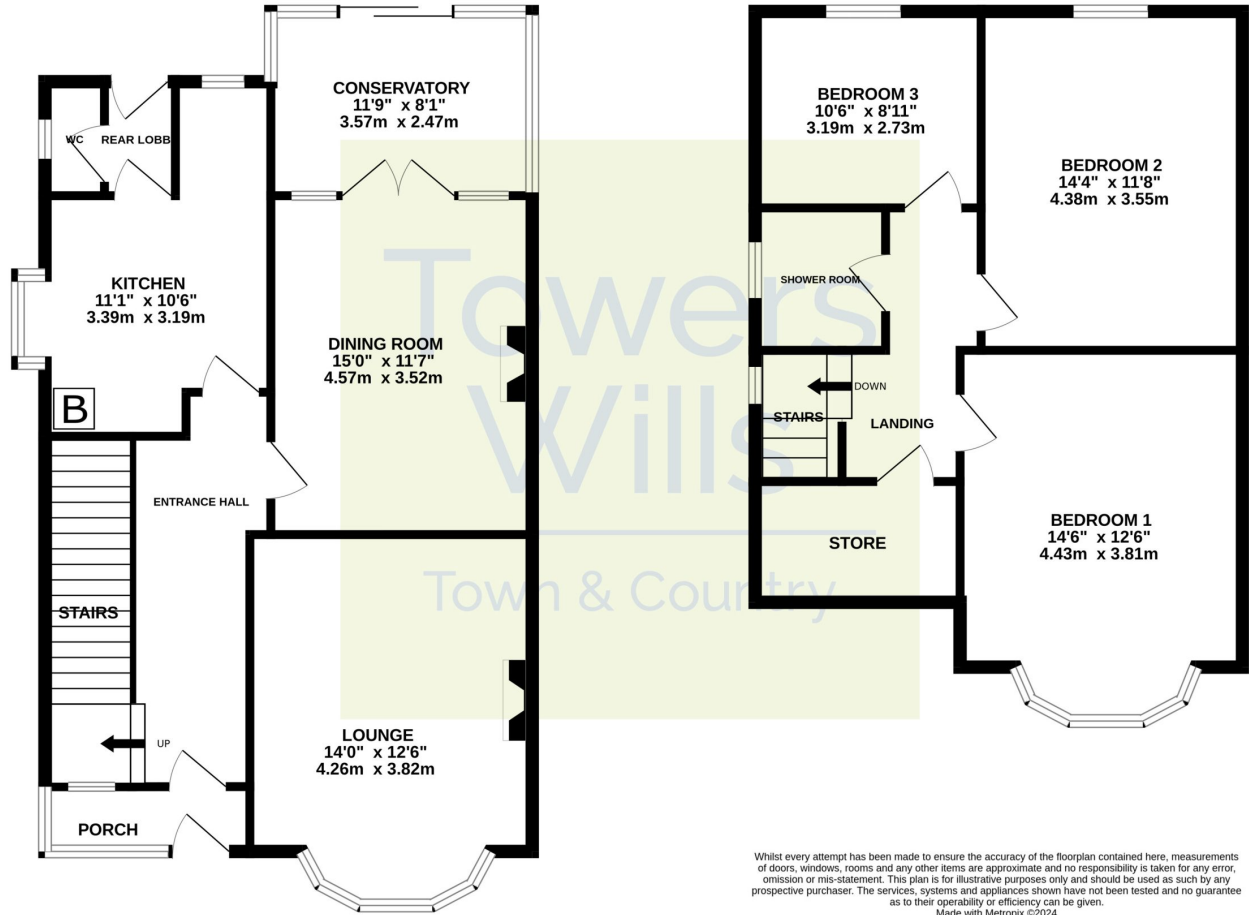 CONSERVATORY
11'9" x 8'1"
3.57m x 2.47m
WC
REAR LOBB
KITCHEN
11'1" x 10'6"
3.39m x 3.19m
B
DINING ROOM
15'0" x 11'7"
4.57m x 3.52m
ENTRANCE HALL
STAIRS
UP
PORCH
LOUNGE
14'0" x 12'6"
4.26m x 3.82m
BEDROOM 3
10'6" x 8'11"
3.19m x 2.73m
BEDROOM 2
14'4" x 11'8"
4.38m x 3.55m
SHOWER ROOM
DOWN
STAIRS
LANDING
STORE
BEDROOM 1
14'6" x 12'6"
4.43m x 3.81m
Towers
Wills
Town & Country
Whilst every attempt has been made to ensure the accuracy of the floorplan contained here, measurements
of doors, windows, rooms and any other items are approximate and no responsibility is taken for any error,
omission or mis-statement. This plan is for illustrative purposes only and should be used as such by any
prospective purchaser. The services, systems and appliances shown have not been tested and no guarantee
as to their operability or efficiency can be given.
Made with Metropix ©2024